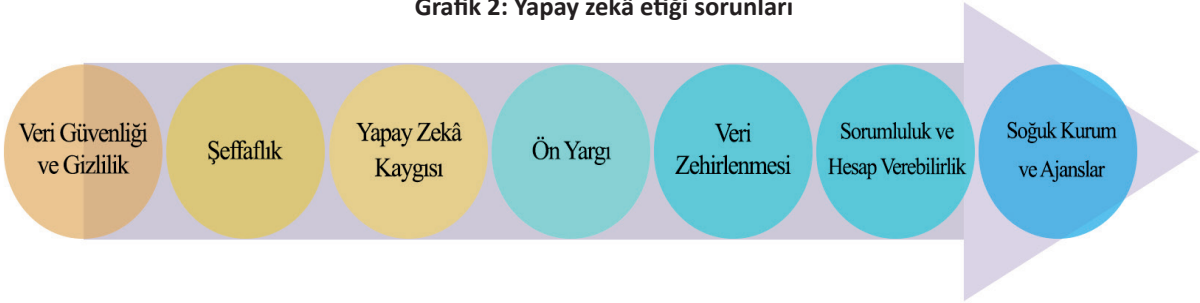 Grafik 2: Yapay zekâ etiği sorunları
Veri Güvenliği
ve Gizlilik
Şeffaflık
Yapay Zekâ
Kaygısı
Ön Yargı
Veri
Zehirlenmesi
Sorumluluk ve
Hesap Verebilirlik
Soğuk Kurum
ve Ajanslar